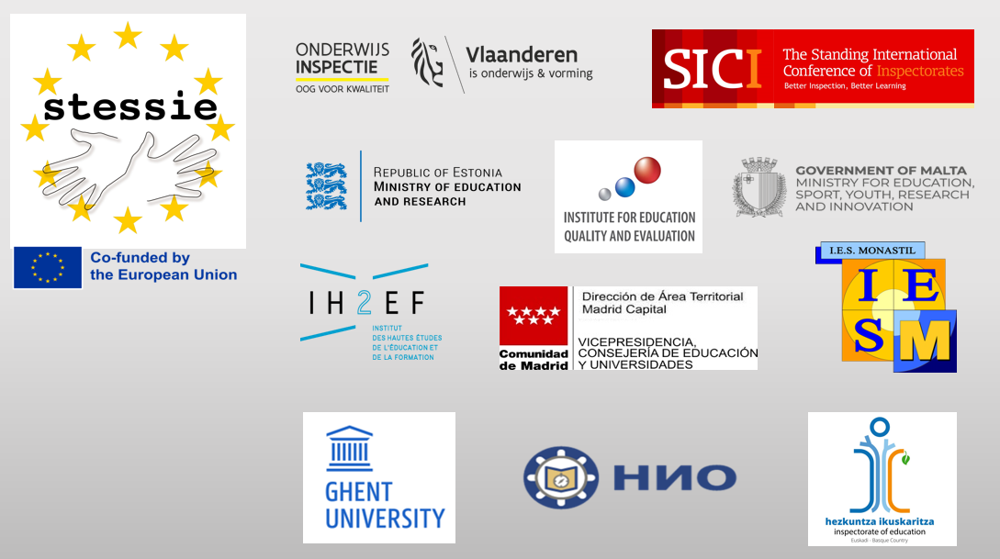 stessie
Co-funded by
the European Union
ONDERWIJS
INSPECTIE
OOG VOOR KWALITEIT
Vlaanderen
is onderwijs & vorming
SICI
The Standing International
Conference of Inspectorates
Better Inspection, Better Learning
REPUBLIC OF ESTONIA
MINISTRY OF EDUCATION
AND RESEARCH
INSTITUTE FOR EDUCATION
QUALITY AND EVALUATION
GOVERNMENT OF MALTA
MINISTRY FOR EDUCATION,
SPORT, YOUTH, RESEARCH
AND INNOVATION
IH2EF
INSTITUT
DES HAUTES ÉTUDES
DE L'ÉDUCATION ET
DE LA FORMATION
Comunidad
de Madrid
Dirección de Área Territorial
Madrid Capital
VICEPRESIDENCIA,
CONSEJERÍA DE EDUCACIÓN
Y UNIVERSIDADES
I.E.S. MONASTIL
I E
S M
GHENT
UNIVERSITY
НИО
hezkuntza ikuskaritza
inspectorate of education
Euskadi - Basque Country